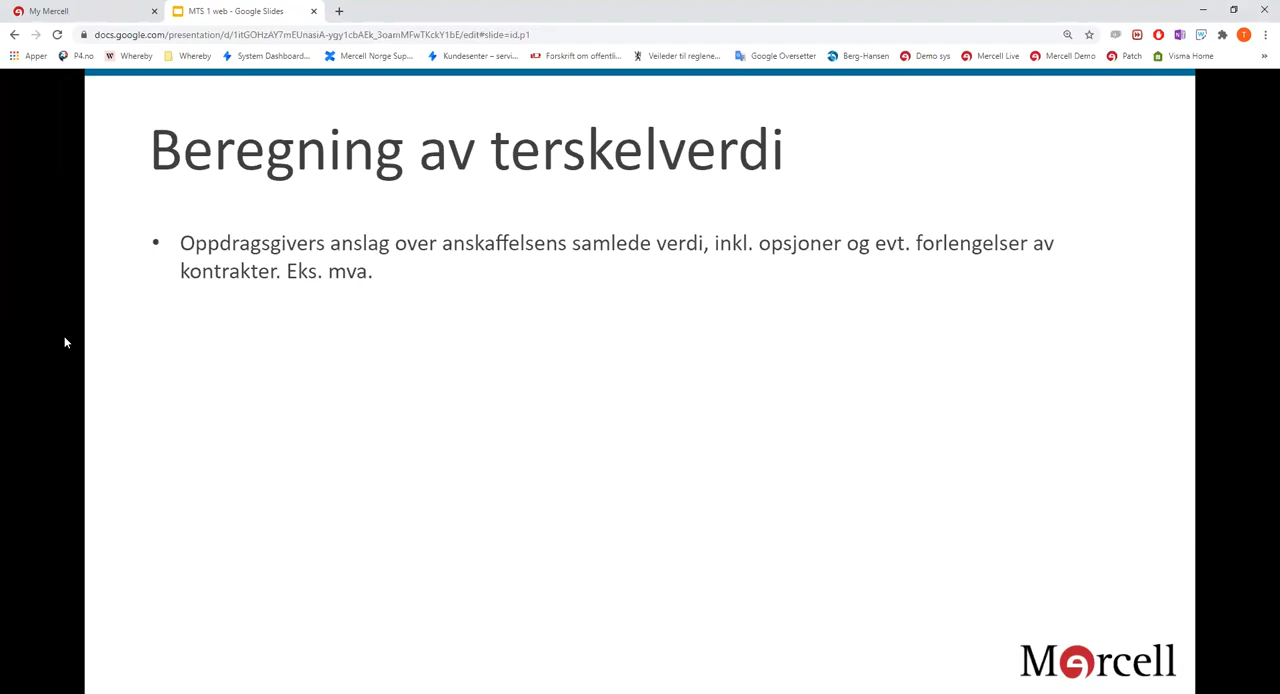 My Mercell
MTS 1 web - Google Slides
docs.google.com/presentation/d/1itGOHzAY7mEUnasiA-ygy1cbAEk_3oamMFwTKckY1bE/edit#slide=id.p1
Apper P4.no Whereby Whereby System Dashboard... Mercell Norge Sup... Kundesenter – servi... Forskrift om offentli... Veileder til reglene... Google Oversetter Berg-Hansen Demo sys Mercell Live Mercell Demo Patch Visma Home »
Beregning av terskelverdi
• Oppdragsgivers anslag over anskaffelsens samlede verdi, inkl. opsjoner og evt. forlengelser av
kontrakter. Eks. mva.
Mercell